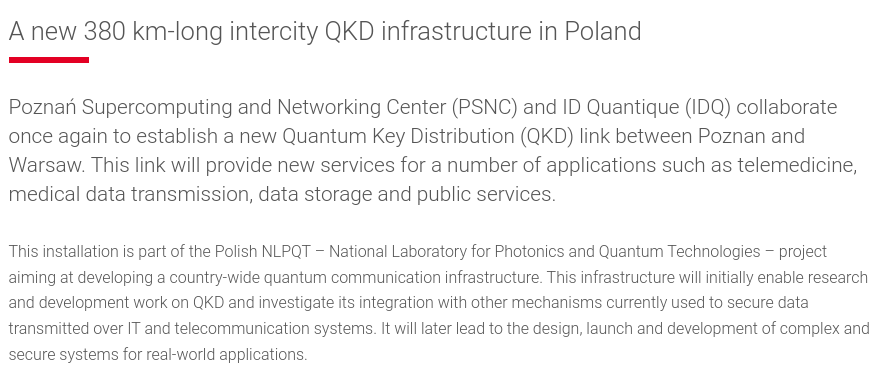 A new 380 km-long intercity QKD infrastructure in Poland
Poznań Supercomputing and Networking Center (PSNC) and ID Quantique (IDQ) collaborate
once again to establish a new Quantum Key Distribution (QKD) link between Poznan and
Warsaw. This link will provide new services for a number of applications such as telemedicine,
medical data transmission, data storage and public services.
This installation is part of the Polish NLPQT – National Laboratory for Photonics and Quantum Technologies – project
aiming at developing a country-wide quantum communication infrastructure. This infrastructure will initially enable research
and development work on QKD and investigate its integration with other mechanisms currently used to secure data
transmitted over IT and telecommunication systems. It will later lead to the design, launch and development of complex and
secure systems for real-world applications.